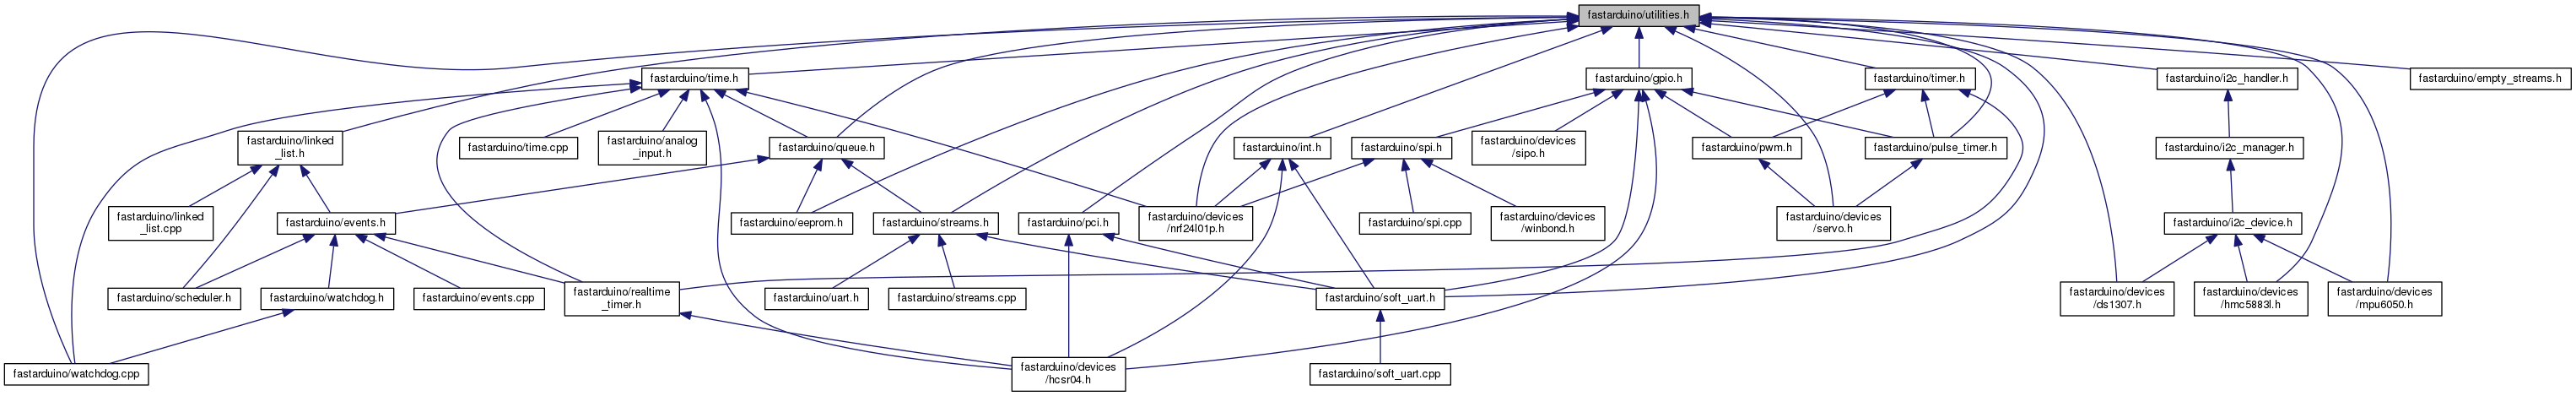 fastarduino/utilities.h
fastarduino/time.h
fastarduino/gpio.h
fastarduino/timer.h
fastarduino/i2c_handler.h
fastarduino/empty_streams.h
fastarduino/linked
_list.h
fastarduino/time.cpp
fastarduino/analog
_input.h
fastarduino/queue.h
fastarduino/int.h
fastarduino/spi.h
fastarduino/devices
/sipo.h
fastarduino/pwm.h
fastarduino/pulse_timer.h
fastarduino/i2c_manager.h
fastarduino/linked
_list.cpp
fastarduino/events.h
fastarduino/eeprom.h
fastarduino/streams.h
fastarduino/pci.h
fastarduino/devices
/nrf24l01p.h
fastarduino/spi.cpp
fastarduino/devices
/winbond.h
fastarduino/devices
/servo.h
fastarduino/i2c_device.h
fastarduino/scheduler.h
fastarduino/watchdog.h
fastarduino/events.cpp
fastarduino/realtime
_timer.h
fastarduino/uart.h
fastarduino/streams.cpp
fastarduino/soft_uart.h
fastarduino/devices
/ds1307.h
fastarduino/devices
/hmc5883l.h
fastarduino/devices
/mpu6050.h
fastarduino/watchdog.cpp
fastarduino/devices
/hcsr04.h
fastarduino/soft_uart.cpp